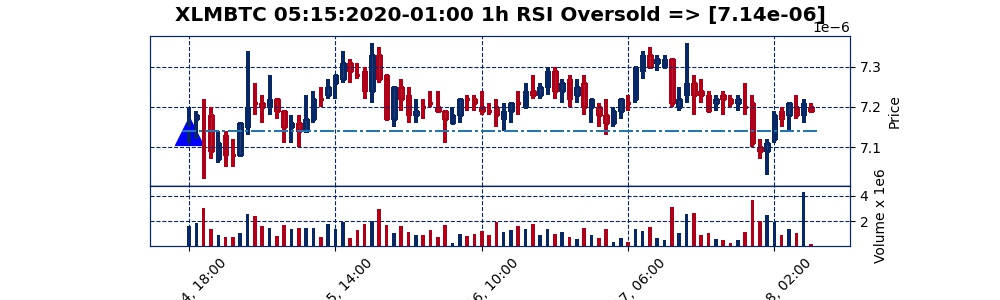 XLMBTC 05:15:2020-01:00 1h RSI Oversold => [7.14e-06]
1e−6
7.3
7.2
7.1
Price
4
2
Volume x 1e6
4, 18:00
5, 14:00
6, 10:00
7, 06:00
8, 02:00